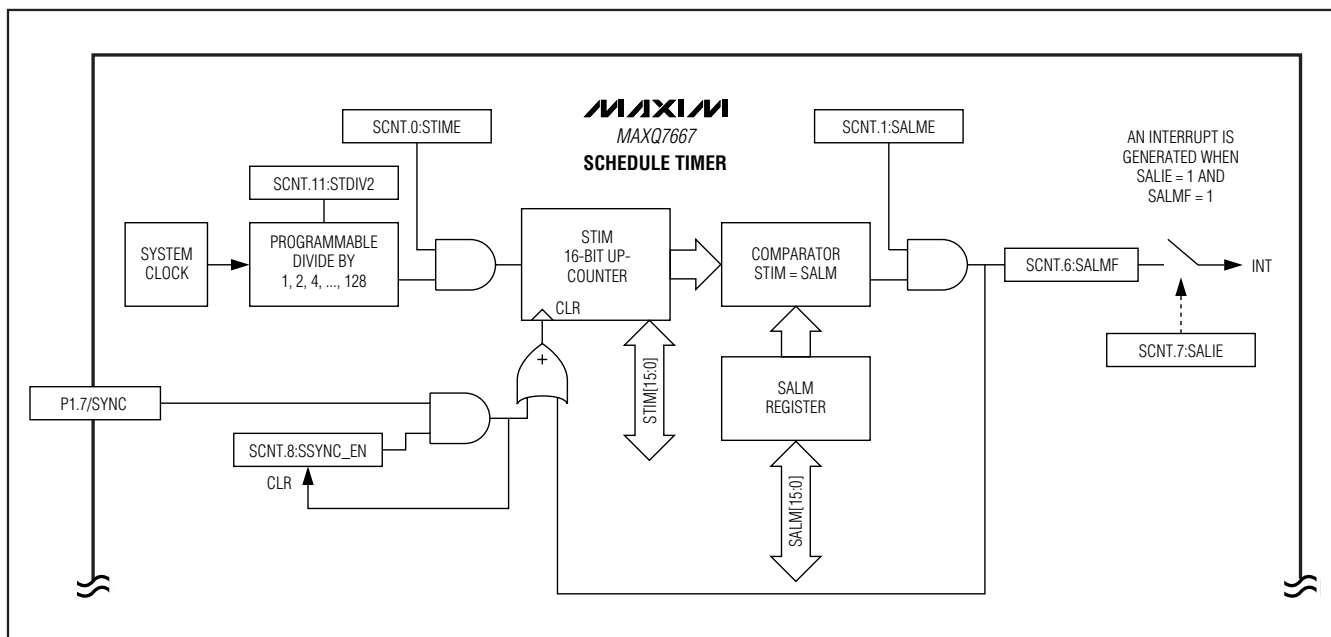 MAXIM
MAXQ7667
SCHEDULE TIMER
SCNT.0:STIME
SCNT.1:SALME
AN INTERRUPT IS
GENERATED WHEN
SALIE = 1 AND
SALMF = 1
SCNT.11:STDIV2
SYSTEM
CLOCK
PROGRAMMABLE
DIVIDE BY
1, 2, 4, ..., 128
STIM
16-BIT UP-
COUNTER
CLR
COMPARATOR
STIM = SALM
SCNT.6:SALMF
INT
SCNT.7:SALIE
+
STIM[15:0]
SALM
REGISTER
P1.7/SYNC
SCNT.8:SSYNC_EN
CLR
SALM[15:0]